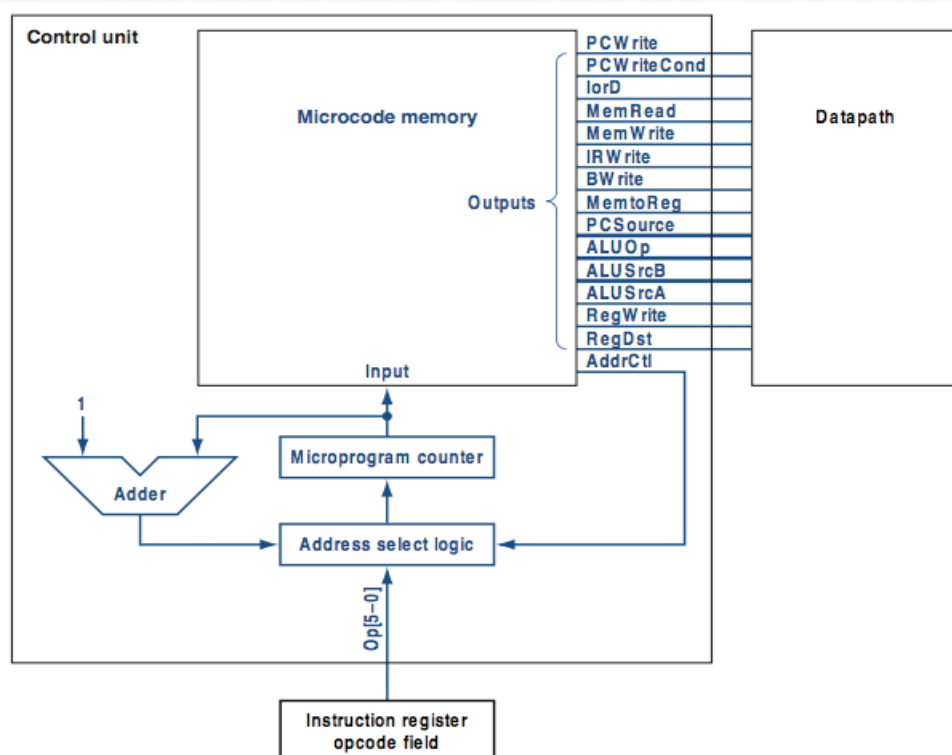 Control unit
Microcode memory
Outputs
Input
PCWrite
PCWriteCond
IorD
MemRead
MemWrite
IRWrite
BWrite
MemtoReg
PCSource
ALUOp
ALUSrcB
ALUSrcA
RegWrite
RegDst
AddrCtl
Datapath
1
Adder
Microprogram counter
Address select logic
Op[5–0]
Instruction register
opcode field